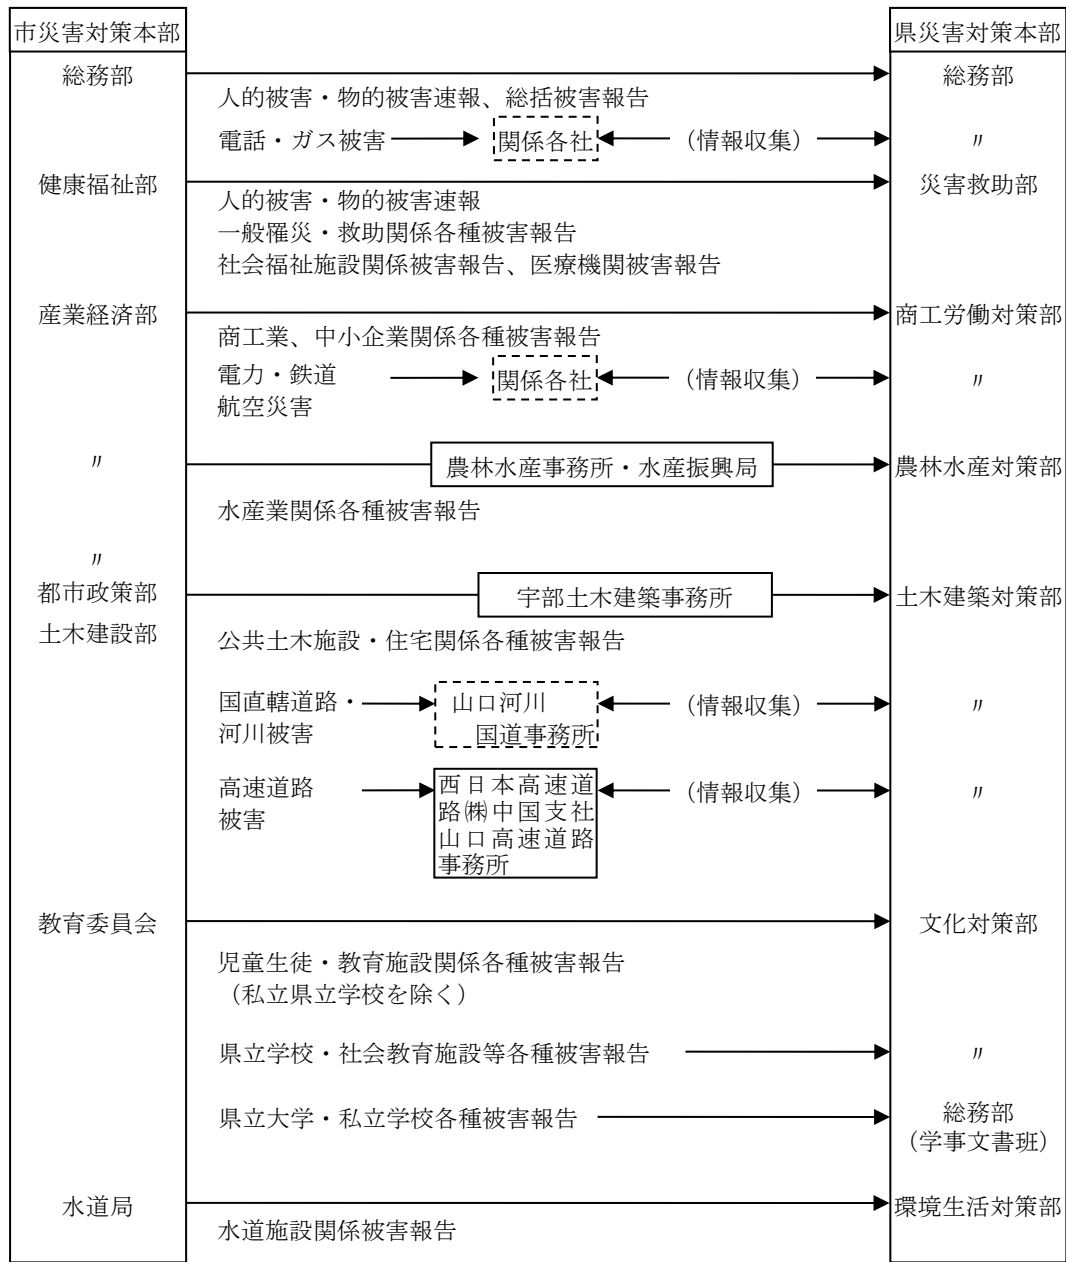 市災害対策本部
県災害対策本部
総務部
総務部
人的被害・物的被害速報、総括被害報告
電話・ガス被害
関係各社
（情報収集）
〃
健康福祉部
災害救助部
人的被害・物的被害速報
一般罹災・救助関係各種被害報告
社会福祉施設関係被害報告、医療機関被害報告
産業経済部
商工労働対策部
商工業、中小企業関係各種被害報告
電力・鉄道
航空災害
関係各社
（情報収集）
〃
〃
農林水産事務所・水産振興局
農林水産対策部
水産業関係各種被害報告
〃
都市政策部
土木建設部
宇部土木建築事務所
土木建築対策部
公共土木施設・住宅関係各種被害報告
国直轄道路・
河川被害
山口河川
国道事務所
（情報収集）
〃
高速道路
被害
西日本高速道
路㈱中国支社
山口高速道路
事務所
（情報収集）
〃
教育委員会
文化対策部
児童生徒・教育施設関係各種被害報告
（私立県立学校を除く）
県立学校・社会教育施設等各種被害報告
〃
県立大学・私立学校各種被害報告
総務部
（学事文書班）
水道局
環境生活対策部
水道施設関係被害報告